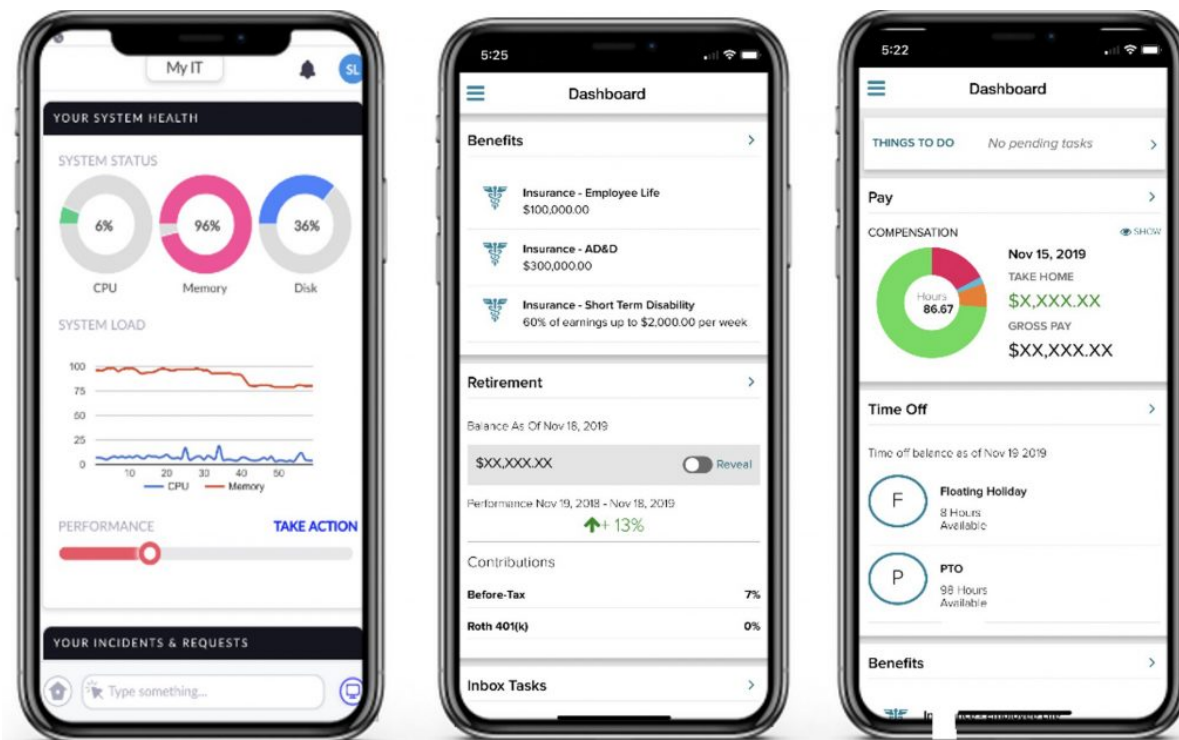 My IT
SL
YOUR SYSTEM HEALTH
SYSTEM STATUS
6%
96%
36%
CPU
Memory
Disk
SYSTEM LOAD
100
75
50
25
0
10 20 30 40 50
CPU Memory
PERFORMANCE
TAKE ACTION
YOUR INCIDENTS & REQUESTS
Type something...
5:25
Dashboard
Benefits
Insurance - Employee Life
$100,000.00
Insurance - AD&D
$300,000.00
Insurance - Short Term Disability
60% of earnings up to $2,000.00 per week
Retirement
Balance As Of Nov 18, 2019
$XX,XXX.XX
Reveal
Performance Nov 19, 2018 - Nov 18, 2019
+ 13%
Contributions
Before-Tax 7%
Roth 401(k) 0%
Inbox Tasks
5:22
Dashboard
THINGS TO DO
No pending tasks
Pay
COMPENSATION
SHOW
Hours
86.67
Nov 15, 2019
TAKE HOME
$X,XXX.XX
GROSS PAY
$XX,XXX.XX
Time Off
Time off balance as of Nov 19 2019
F
Floating Holiday
8 Hours
Available
P
PTO
98 Hours
Available
Benefits